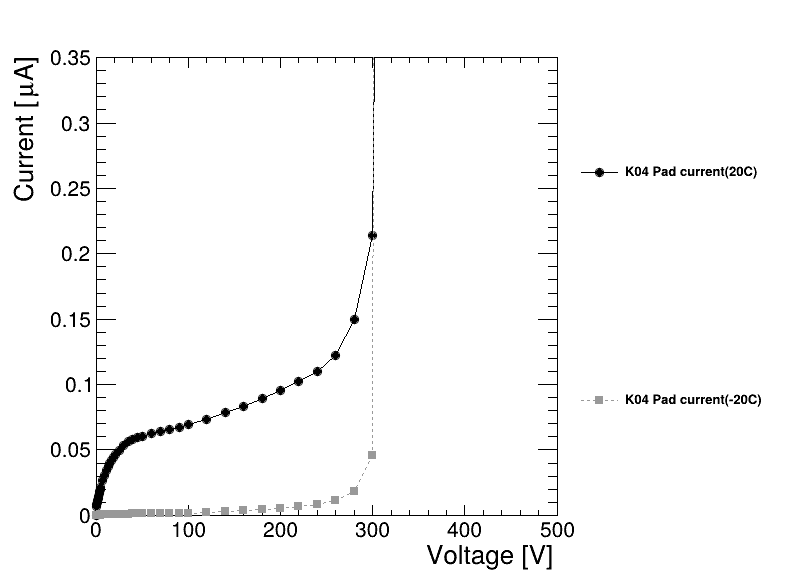 Current [μA]
0.35
0.3
0.25
0.2
0.15
0.1
0.05
0
0 100 200 300 400 500
Voltage [V]
K04 Pad current(20C)
K04 Pad current(-20C)